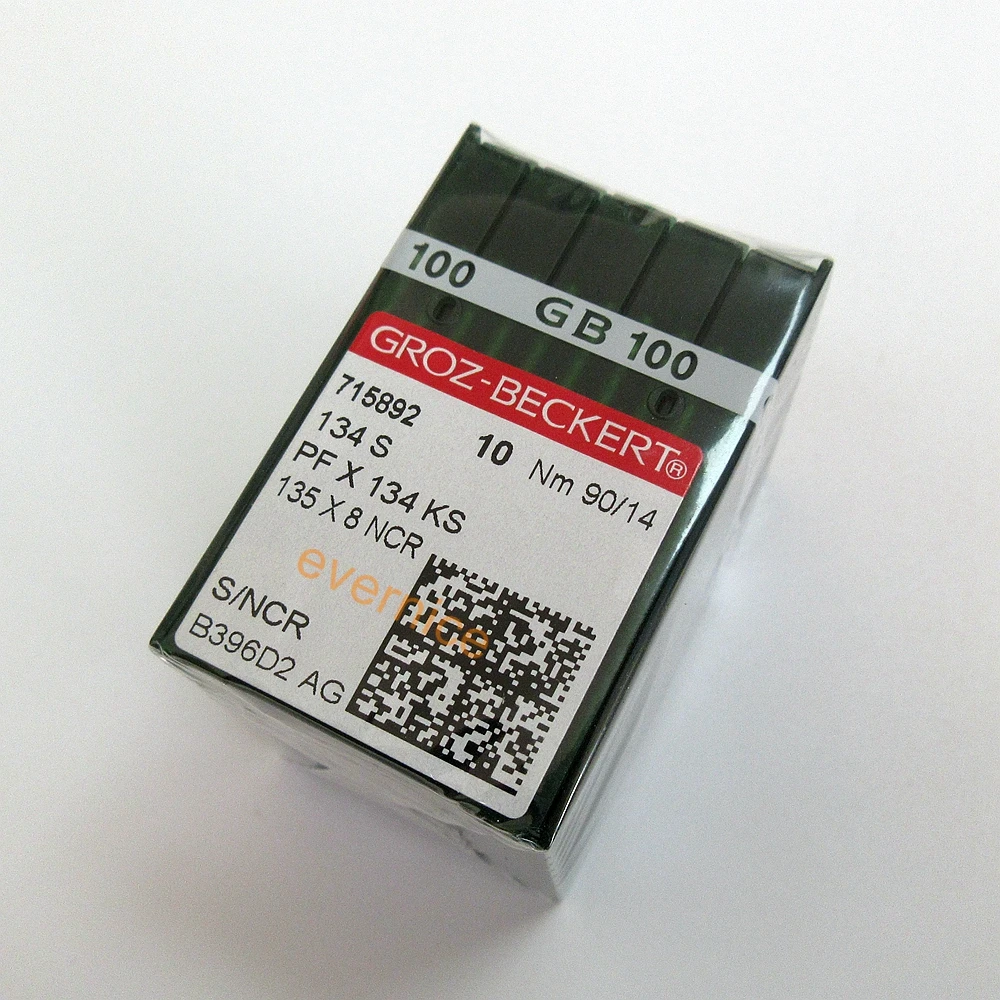 100 GB 100
GROZ-BECKERT®
715892 10 Nm 90/14
134 S
PF X 134 KS
135 X 8 NCR
evernice
S/NCR
B396D2 AG